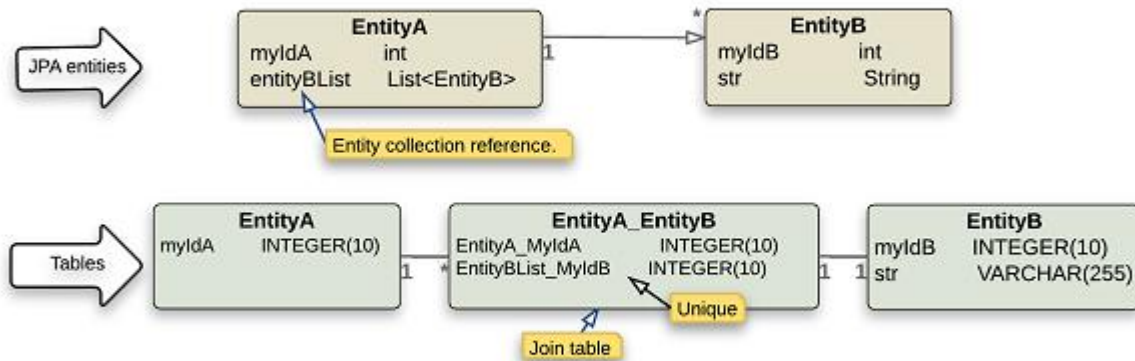 EntityA
myIdA int
entityBList List<EntityB>
1
*
EntityB
myIdB int
str String
JPA entities
Entity collection reference.
EntityA
myIdA INTEGER(10)
1
*
EntityA_EntityB
EntityA_MyIdA INTEGER(10)
EntityBList_MyIdB INTEGER(10)
1
1
EntityB
myIdB INTEGER(10)
str VARCHAR(255)
Tables
Unique
Join table